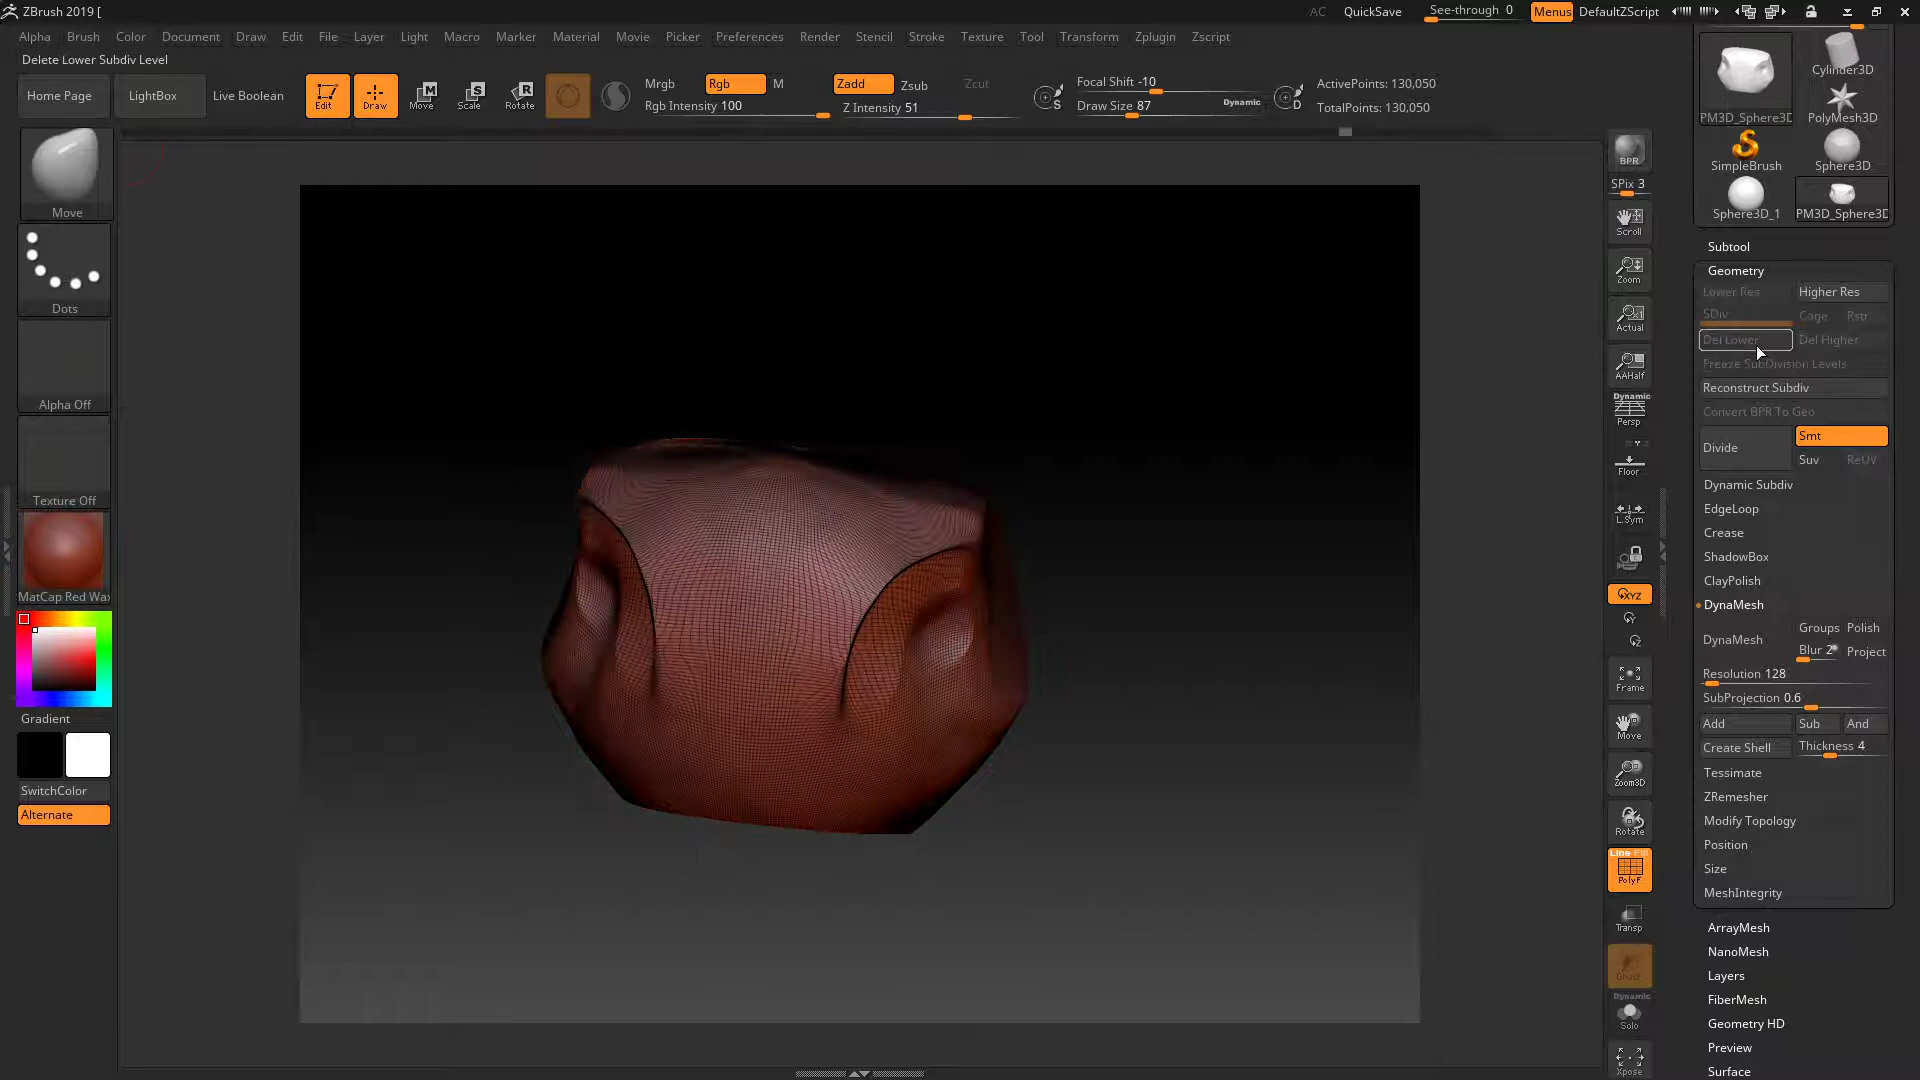 ZBrush 2019 [
AC
QuickSave
See-through 0
Menus
DefaultZScript
Alpha
Brush
Color
Document
Draw
Edit
File
Layer
Light
Macro
Marker
Material
Movie
Picker
Preferences
Render
Stencil
Stroke
Texture
Tool
Transform
Zplugin
Zscript
Delete Lower Subdiv Level
Home Page
LightBox
Live Boolean
Edit
Draw
Move
Scale
Rotate
Mrgb
Rgb
M
Rgb Intensity 100
Zadd
Zsub
Zcut
Z Intensity 51
S
Focal Shift -10
Draw Size 87
Dynamic
D
ActivePoints: 130,050
TotalPoints: 130,050
Move
Dots
Alpha Off
Texture Off
MatCap Red Wax
Gradient
SwitchColor
Alternate
BPR
SPix 3
Scroll
Zoom
Actual
AAHalf
Dynamic
Persp
Floor
L.Sym
XYZ
Frame
Move
Zoom3D
Rotate
Line Fill
PolyF
Transp
Ghost
Dynamic
Solo
Xpose
PM3D_Sphere3D
Cylinder3D
PolyMesh3D
SimpleBrush
Sphere3D
Sphere3D_1
PM3D_Sphere3D
Subtool
Geometry
Lower Res
Higher Res
SDiv
Cage
Rstr
Del Lower
Del Higher
Freeze SubDivision Levels
Reconstruct Subdiv
Convert BPR To Geo
Divide
Smt
Suv
ReUV
Dynamic Subdiv
EdgeLoop
Crease
ShadowBox
ClayPolish
DynaMesh
DynaMesh
Groups
Polish
Blur 2
Project
Resolution 128
SubProjection 0.6
Add
Sub
And
Create Shell
Thickness 4
Tessimate
ZRemesher
Modify Topology
Position
Size
MeshIntegrity
ArrayMesh
NanoMesh
Layers
FiberMesh
Geometry HD
Preview
Surface